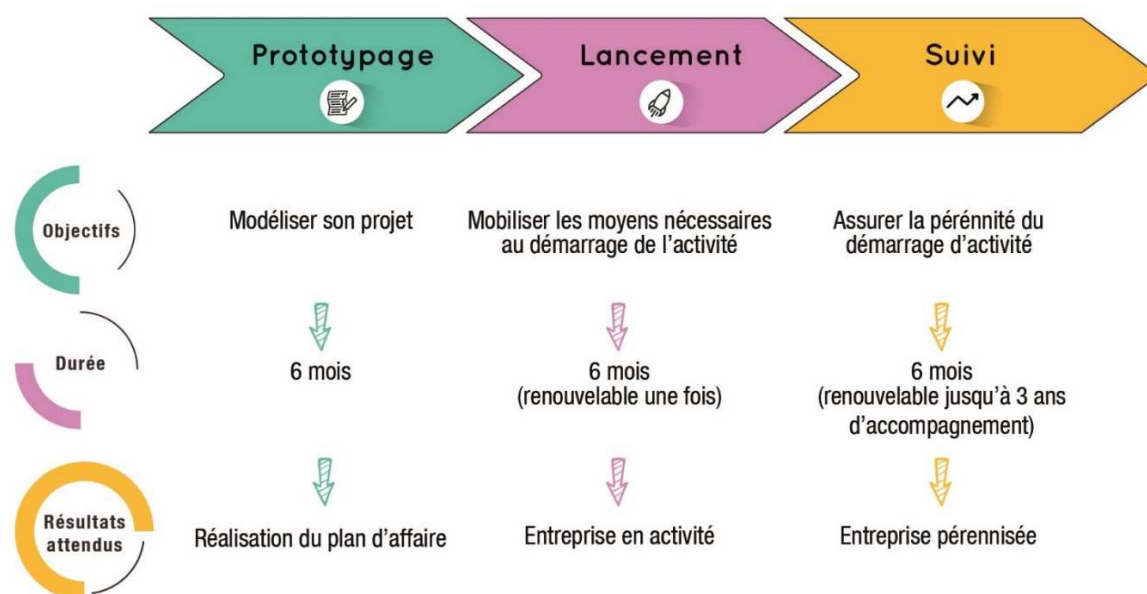 Prototypage
Lancement
Suivi
Objectifs
Modéliser son projet
Mobiliser les moyens nécessaires
au démarrage de l’activité
Assurer la pérénnité du
démarrage d’activité
Durée
6 mois
6 mois
(renouvelable une fois)
6 mois
(renouvelable jusqu’à 3 ans
d’accompagnement)
Résultats
attendus
Réalisation du plan d’affaire
Entreprise en activité
Entreprise pérennisée